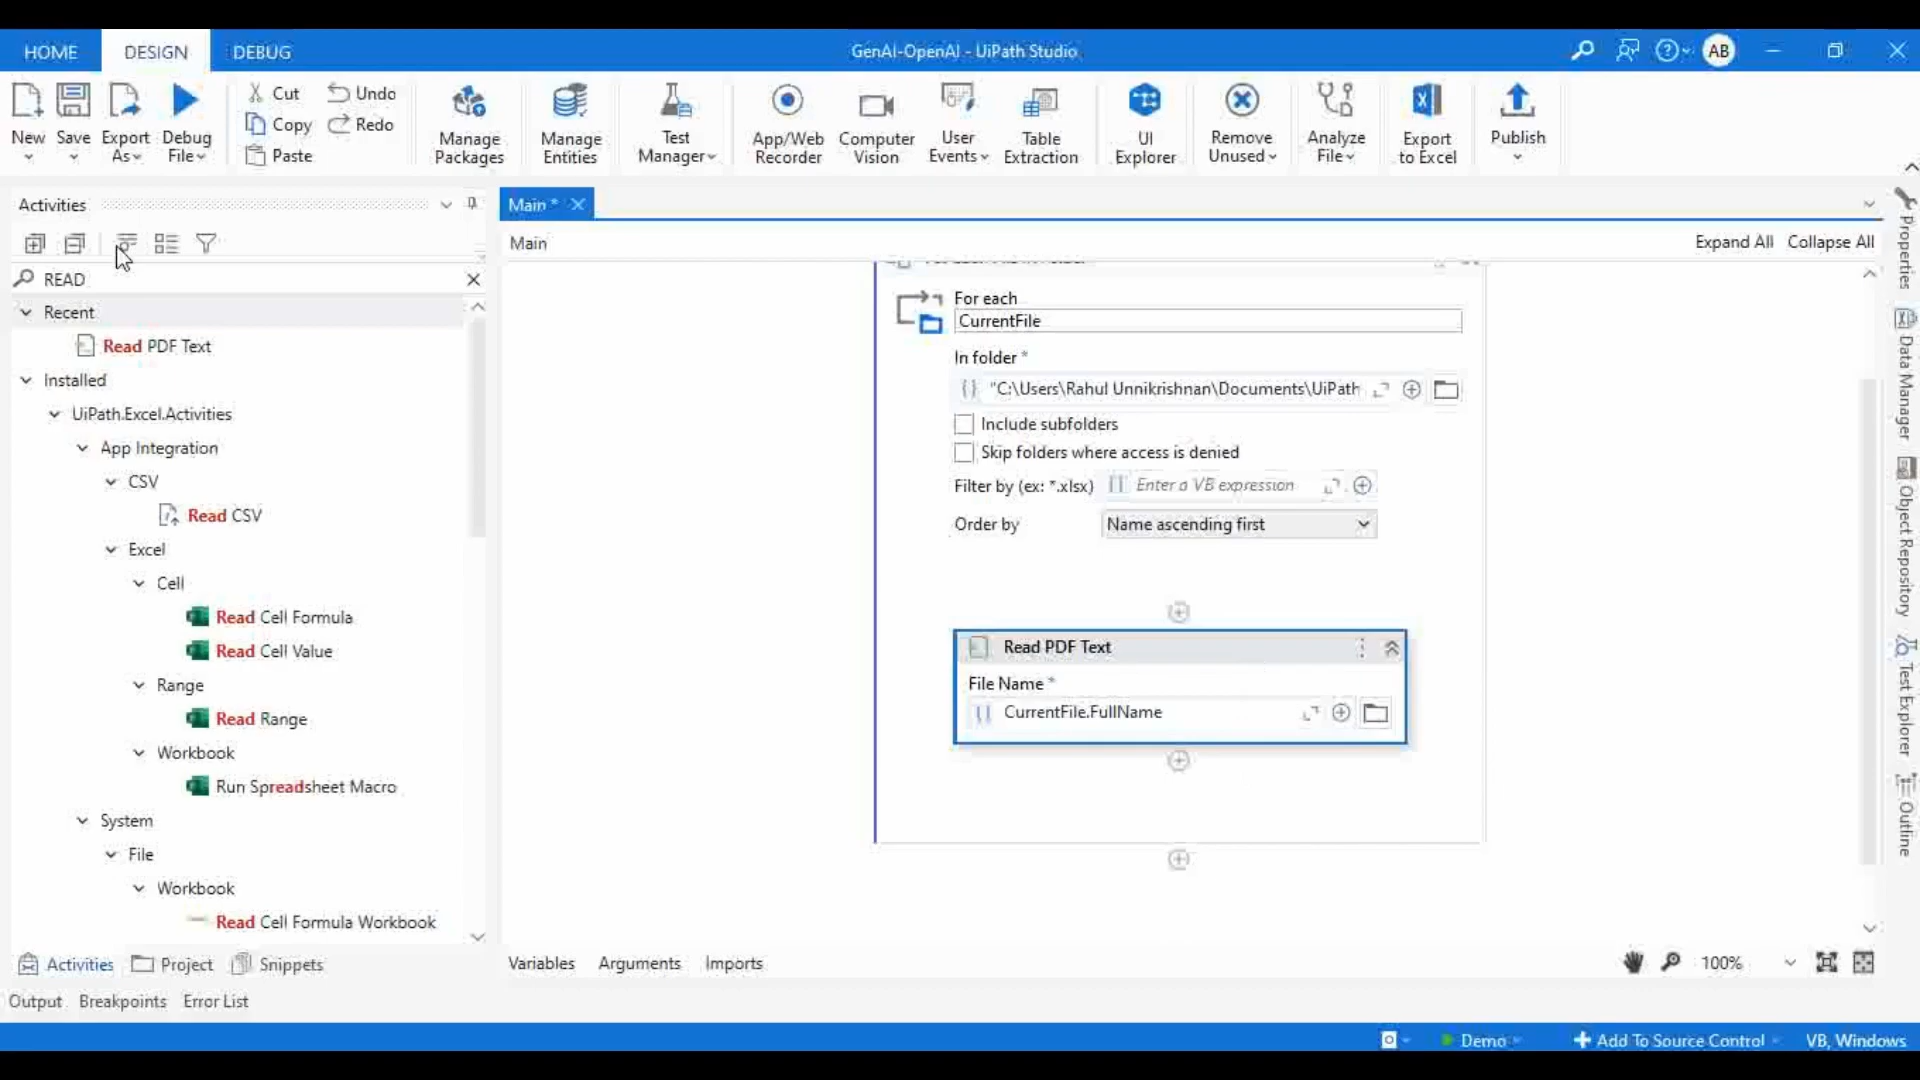 HOME DESIGN DEBUG
GenAI-OpenAI - UiPath Studio
AB
New
Save
Export As
Debug File
Cut
Copy
Paste
Undo
Redo
Manage Packages
Manage Entities
Test Manager
App/Web Recorder
Computer Vision
User Events
Table Extraction
UI Explorer
Remove Unused
Analyze File
Export to Excel
Publish
Activities
READ
Recent
Read PDF Text
Installed
UiPath.Excel.Activities
App Integration
CSV
Read CSV
Excel
Cell
Read Cell Formula
Read Cell Value
Range
Read Range
Workbook
Run Spreadsheet Macro
System
File
Workbook
Read Cell Formula Workbook
Activities Project Snippets
Output Breakpoints Error List
Main *
Main
Expand All Collapse All
For each
CurrentFile
In folder *
"C:\Users\Rahul Unnikrishnan\Documents\UiPath
Include subfolders
Skip folders where access is denied
Filter by (ex: *.xlsx) Enter a VB expression
Order by Name ascending first
Read PDF Text
File Name *
CurrentFile.FullName
Variables Arguments Imports
100%
Properties
Data Manager
Object Repository
Test Explorer
Outline
Demo
Add To Source Control
VB, Windows